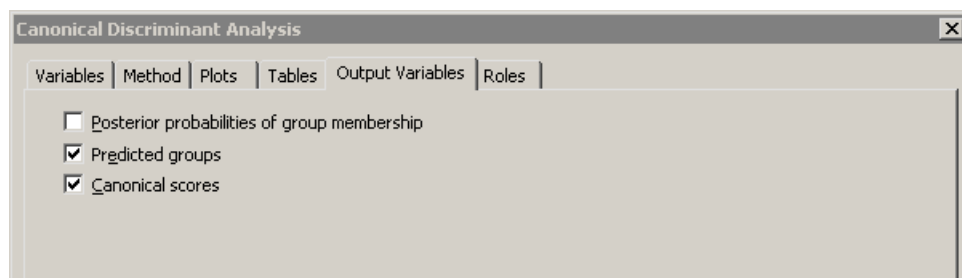 Canonical Discriminant Analysis
Variables Method Plots Tables Output Variables Roles
Posterior probabilities of group membership
Predicted groups
Canonical scores